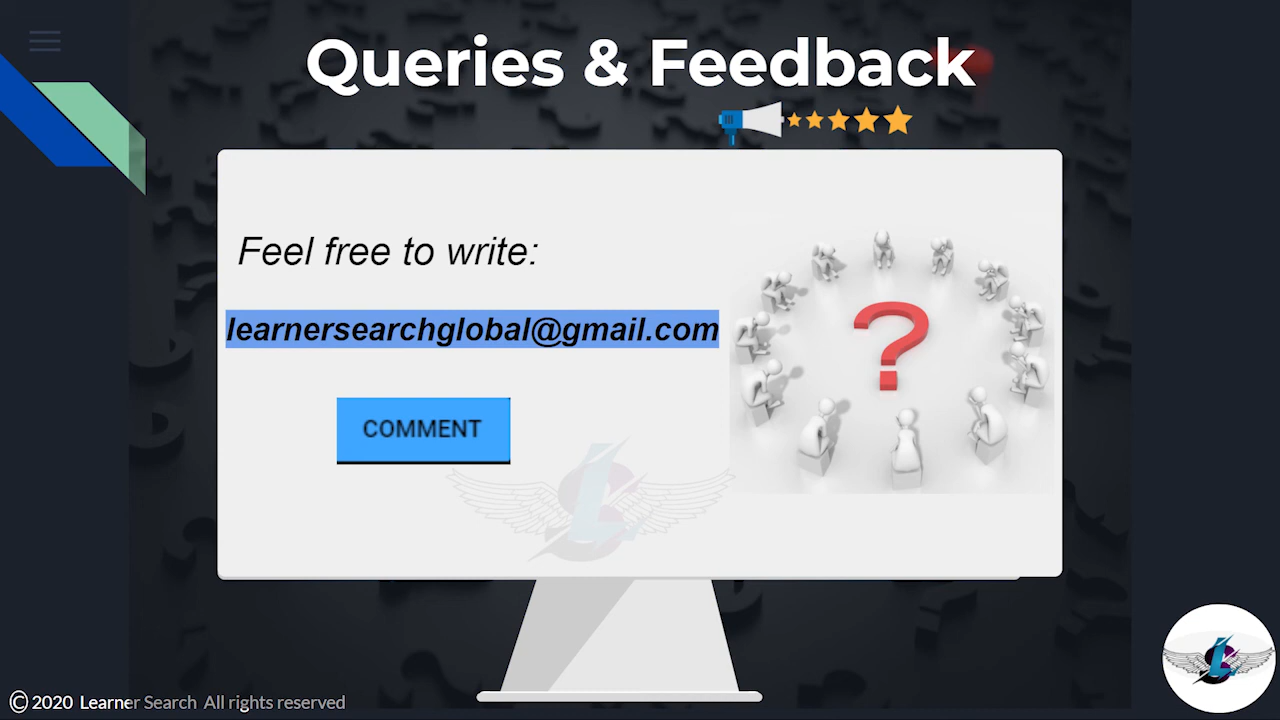 Queries & Feedback
Feel free to write:
learnersearchglobal@gmail.com
COMMENT
© 2020 Learner Search All rights reserved